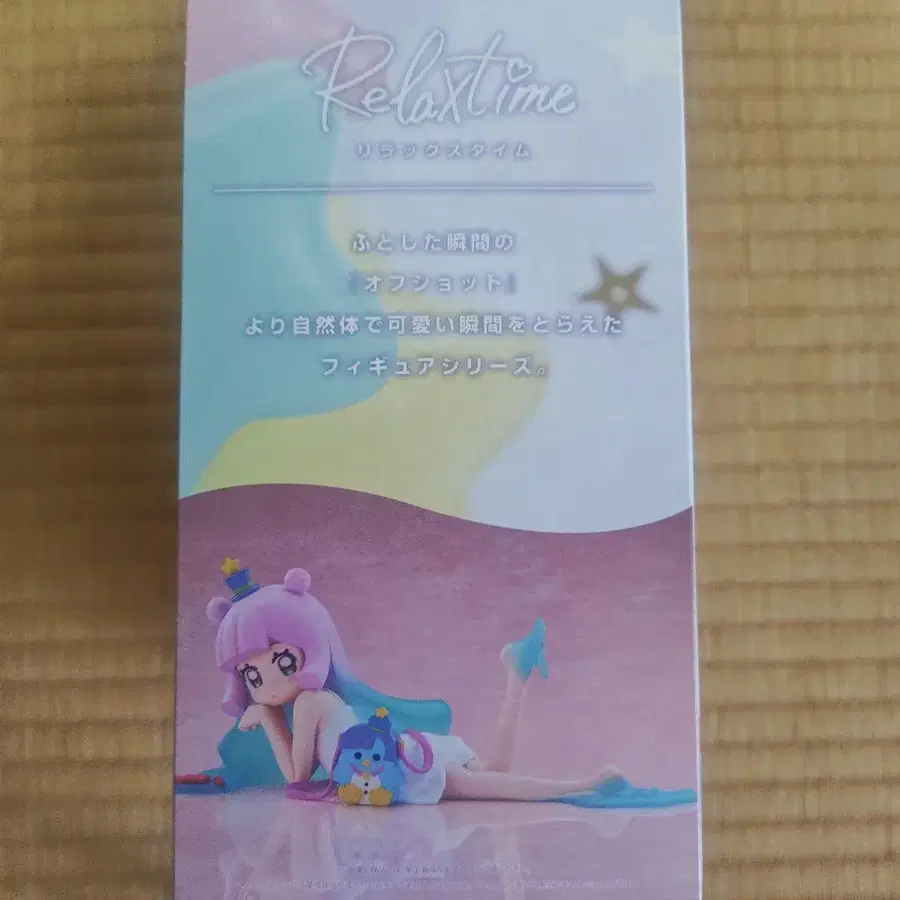 Relaxtime
リラックスタイム
ふとした瞬間の
「オフショット」
より自然体で可愛い瞬間をとらえた
フィギュアシリーズ。